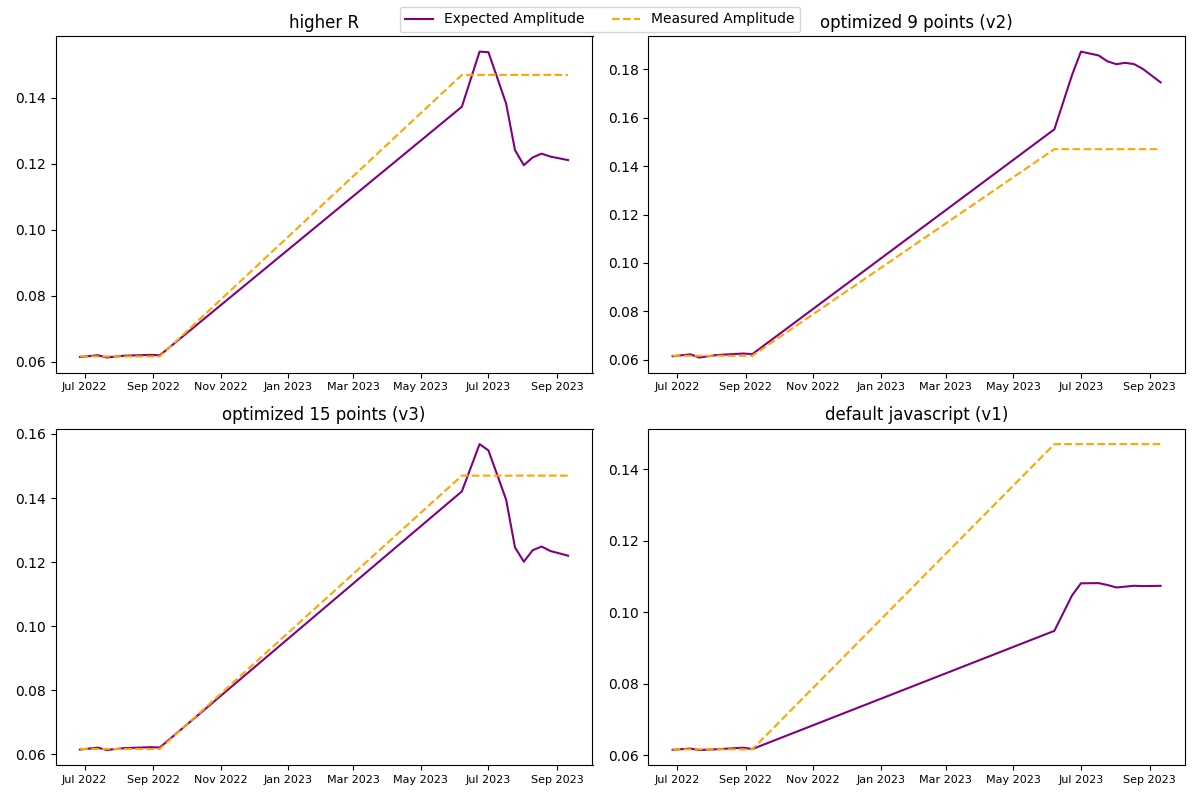 Expected Amplitude Measured Amplitude
higher R
0.14
0.12
0.10
0.08
0.06
Jul 2022 Sep 2022 Nov 2022 Jan 2023 Mar 2023 May 2023 Jul 2023 Sep 2023
optimized 9 points (v2)
0.18
0.16
0.14
0.12
0.10
0.08
0.06
Jul 2022 Sep 2022 Nov 2022 Jan 2023 Mar 2023 May 2023 Jul 2023 Sep 2023
optimized 15 points (v3)
0.16
0.14
0.12
0.10
0.08
0.06
Jul 2022 Sep 2022 Nov 2022 Jan 2023 Mar 2023 May 2023 Jul 2023 Sep 2023
default javascript (v1)
0.14
0.12
0.10
0.08
0.06
Jul 2022 Sep 2022 Nov 2022 Jan 2023 Mar 2023 May 2023 Jul 2023 Sep 2023